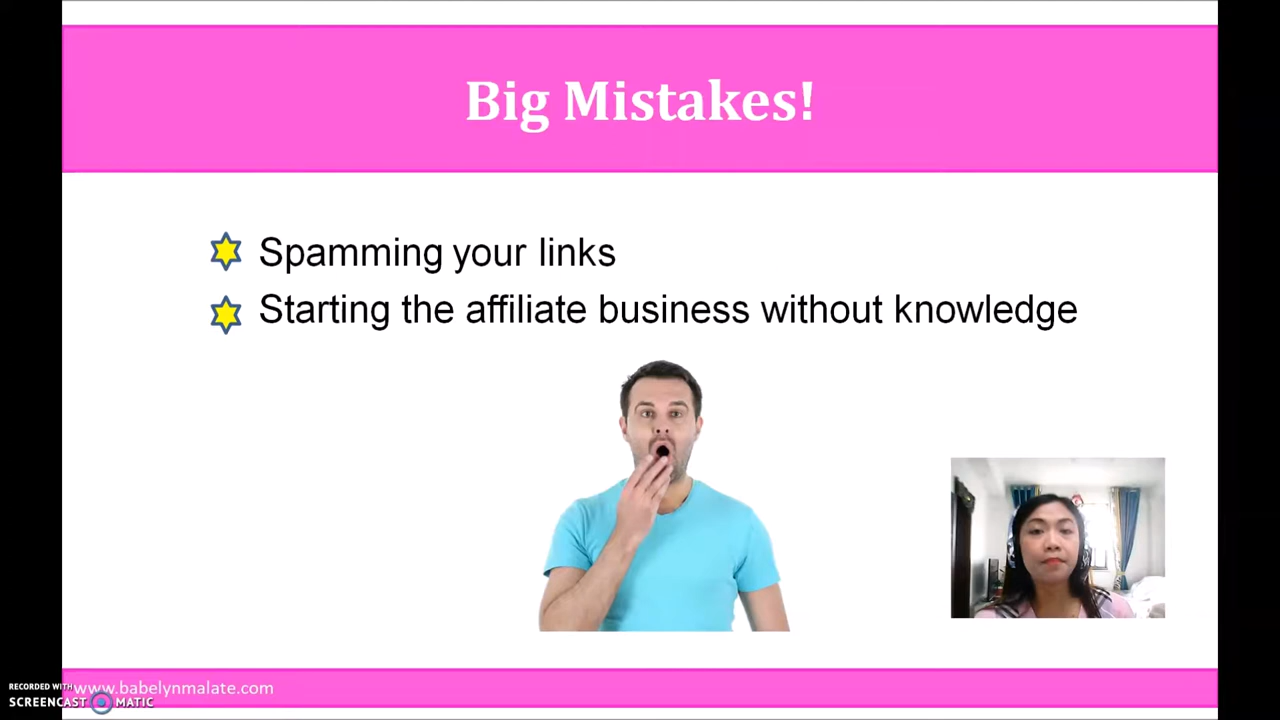 Big Mistakes!
Spamming your links
Starting the affiliate business without knowledge
www.babelynmalate.com
RECORDED WITH
SCREENCAST MATIC